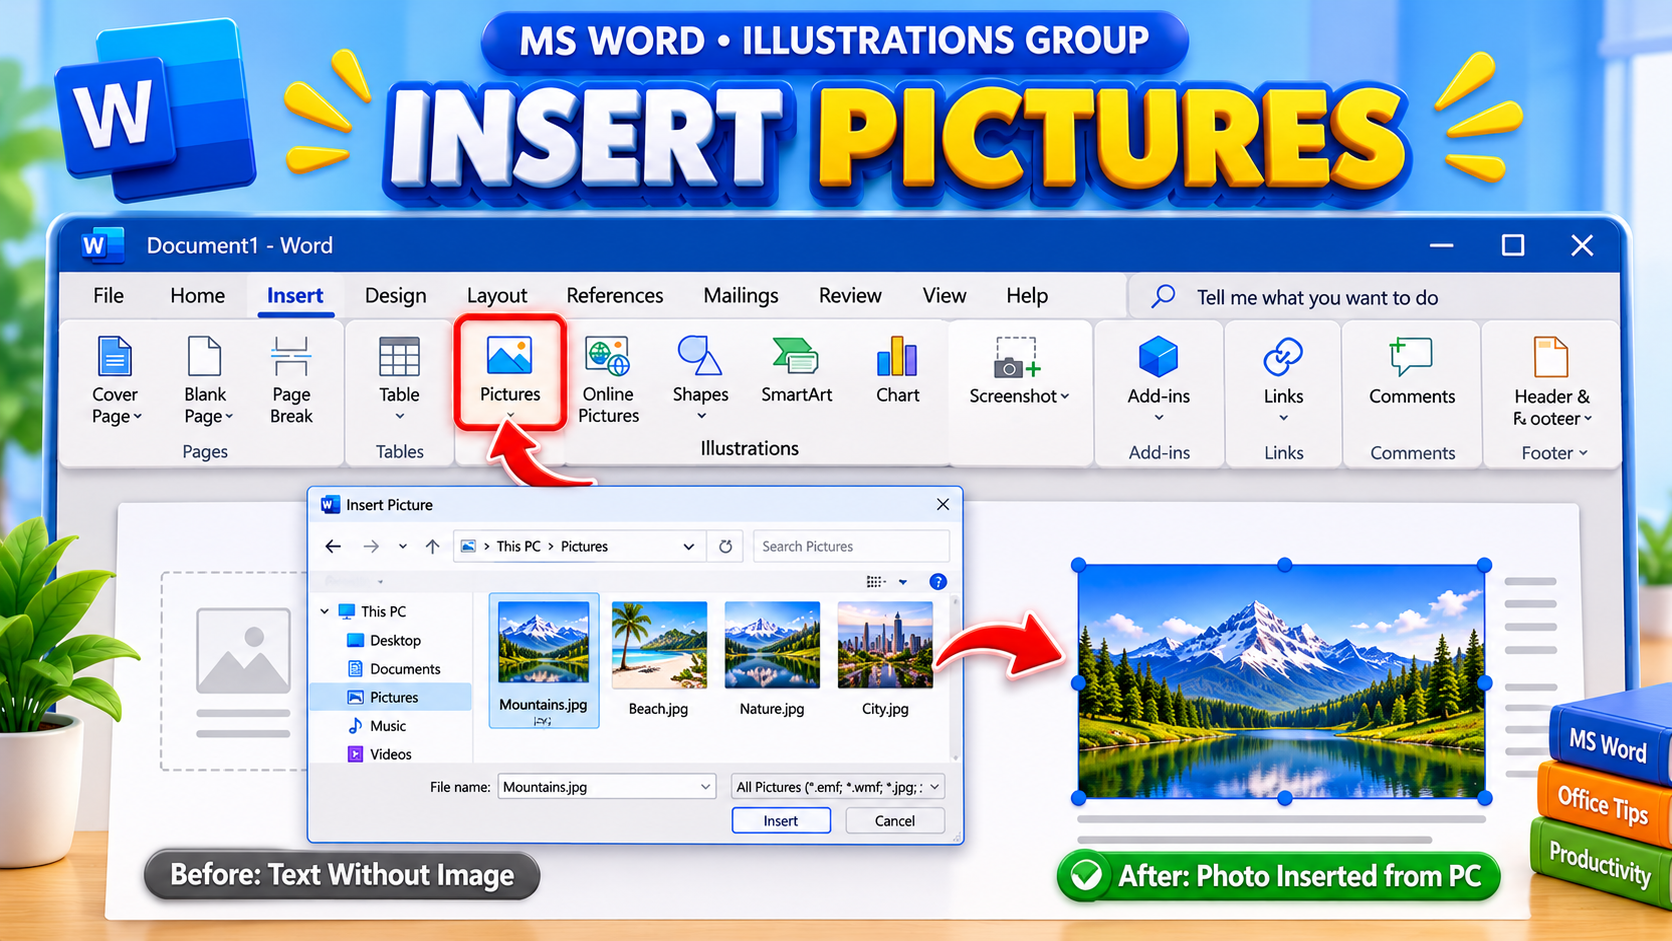 MS WORD • ILLUSTRATIONS GROUP
INSERT PICTURES
W
W
Document1 - Word
File Home Insert Design Layout References Mailings Review View Help
Tell me what you want to do
Cover Page
Blank Page
Page Break
Pages
Table
Tables
Pictures
Online Pictures
Shapes
SmartArt
Chart
Illustrations
Screenshot
Add-ins
Add-ins
Links
Links
Comments
Comments
Header &
Footer
W
Insert Picture
This PC > Pictures
Search Pictures
?
This PC
Desktop
Documents
Pictures
Music
Videos
Mountains.jpg
Beach.jpg
Nature.jpg
City.jpg
File name: Mountains.jpg
All Pictures (*.emf; *.wmf; *.jpg;
Insert
Cancel
Before: Text Without Image
After: Photo Inserted from PC
MS Word
Office Tips
Productivity